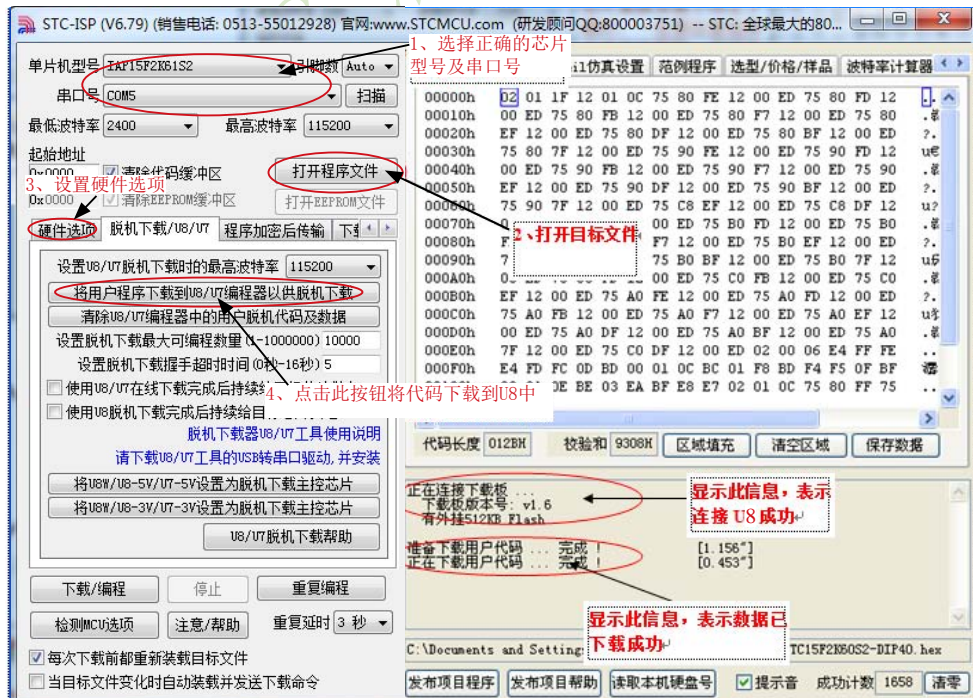 STC-ISP (V6.79) (销售电话: 0513-55012928) 官网:www.STCMCU.com (研发顾问QQ:800003751) -- STC: 全球最大的80...
1、选择正确的芯片
型号及串口号
单片机型号 IAP15F2K61S2 引脚数 Auto
串口号 COM5 扫描
最低波特率 2400 最高波特率 115200
起始地址
0x0000 清除代码缓冲区 打开程序文件
3、设置硬件选项
0x0000 清除EEPROM缓冲区 打开EEPROM文件
硬件选项 脱机下载/U8/U7 程序加密后传输
设置U8/U7脱机下载时的最高波特率 115200
将用户程序下载到U8/U7编程器以供脱机下载
清除U8/U7编程器中的用户脱机代码及数据
设置脱机下载最大可编程数量(1-1000000) 10000
设置脱机下载握手超时时间(0秒-16秒) 5
使用U8/U7在线下载完成后持续给
4、点击此按钮将代码下载到U8中
使用U8脱机下载完成后持续给目
脱机下载器U8/U7工具使用说明
请下载U8/U7工具的USB转串口驱动,并安装
将U8W/U8-5V/U7-5V设置为脱机下载主控芯片
将U8W/U8-3V/U7-3V设置为脱机下载主控芯片
U8/U7脱机下载帮助
下载/编程 停止 重复编程
检测MCU选项 注意/帮助 重复延时 3 秒
每次下载前都重新装载目标文件
当目标文件变化时自动装载并发送下载命令
仿真设置 范例程序 选型/价格/样品 波特率计算器
00000h 02 01 1F 12 01 0C 75 80 FE 12 00 ED 75 80 FD 12
00010h 00 ED 75 80 FB 12 00 ED 75 80 F7 12 00 ED 75 80
00020h EF 12 00 ED 75 80 DF 12 00 ED 75 80 BF 12 00 ED
00030h 75 80 7F 12 00 ED 75 90 FE 12 00 ED 75 90 FD 12
00040h 00 ED 75 90 FB 12 00 ED 75 90 F7 12 00 ED 75 90
00050h EF 12 00 ED 75 90 DF 12 00 ED 75 90 BF 12 00 ED
00060h 75 90 7F 12 00 ED 75 C8 EF 12 00 ED 75 C8 DF 12
00070h 00 ED 75 B0 FD 12 00 ED 75 B0
2、打开目标文件
00080h F F7 12 00 ED 75 B0 EF 12 00 ED
00090h 7 75 B0 BF 12 00 ED 75 B0 7F 12
000A0h 00 ED 75 C0 FB 12 00 ED 75 C0
000B0h EF 12 00 ED 75 A0 FE 12 00 ED 75 A0 FD 12 00 ED
000C0h 75 A0 FB 12 00 ED 75 A0 F7 12 00 ED 75 A0 EF 12
000D0h 00 ED 75 A0 DF 12 00 ED 75 A0 BF 12 00 ED 75 A0
000E0h 7F 12 00 ED 75 C0 DF 12 00 ED 02 00 06 E4 FF FE
000F0h E4 FD FC 0D BD 00 01 0C BC 01 F8 BD F4 F5 0F BF
0E BE 03 EA BF E8 E7 02 01 0C 75 80 FF 75
代码长度 012BH 校验和 9308H 区域填充 清空区域 保存数据
正在连接下载板 ...
下载板版本号: v1.6
有外挂512KB Flash
显示此信息，表示
连接 U8 成功
准备下载用户代码 ... 完成 ! [1.156"]
正在下载用户代码 ... 完成 ! [0.453"]
显示此信息，表示数据已
下载成功
C:\Documents and Setting TC15F2K60S2-DIP40.hex
发布项目程序 发布项目帮助 读取本机硬盘号 提示音 成功计数 1658 清零